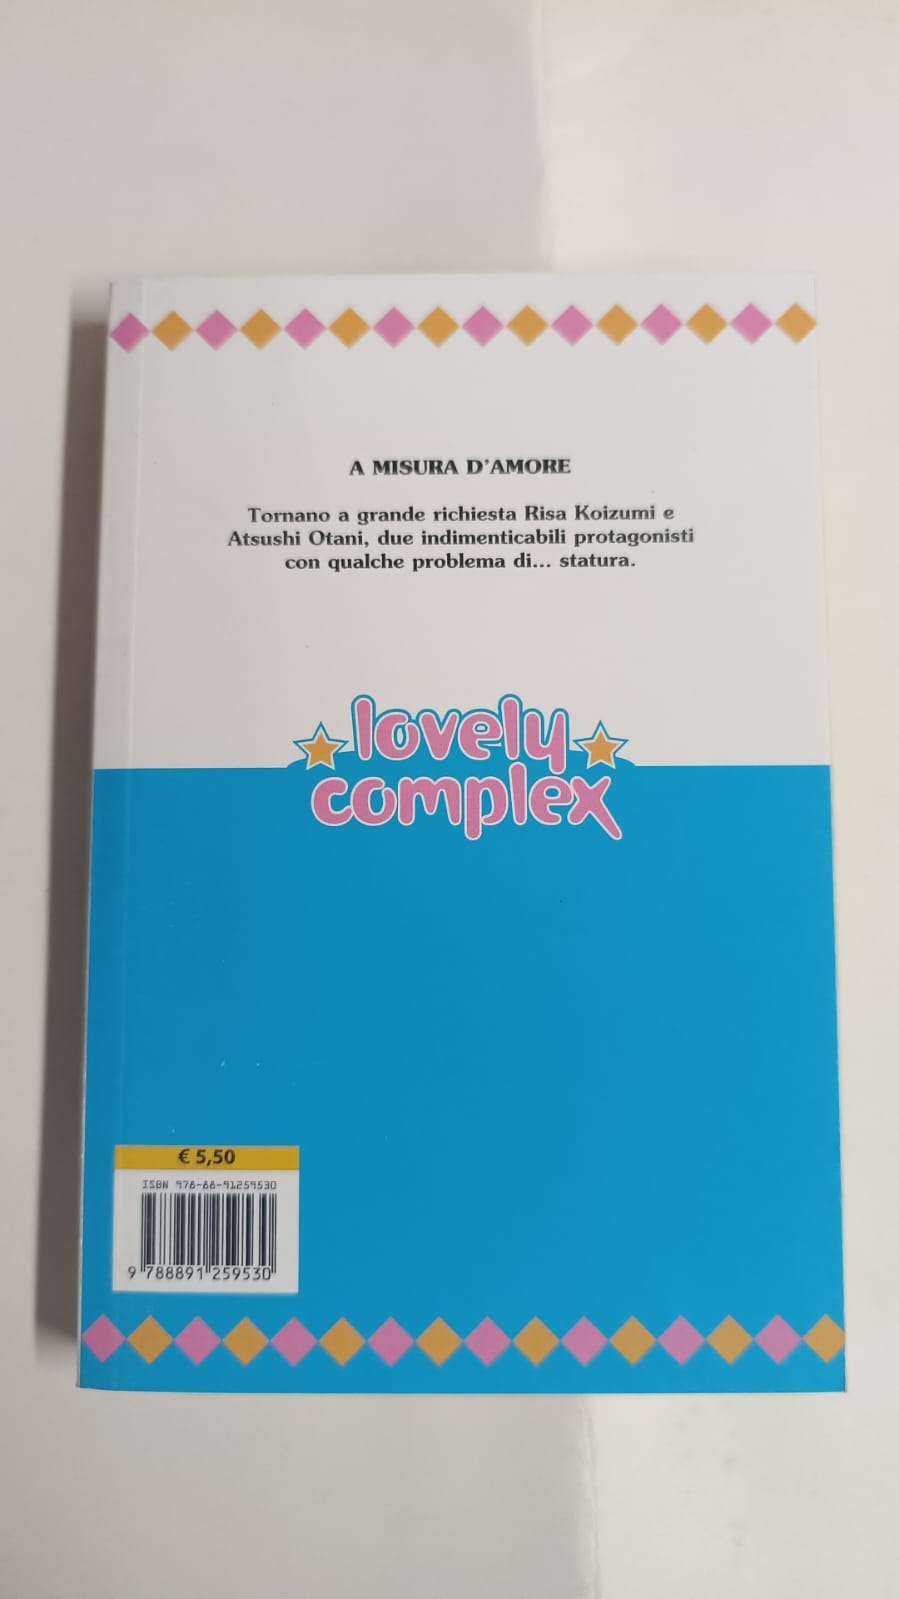 A MISURA D'AMORE
Tornano a grande richiesta Risa Koizumi e
Atsushi Otani, due indimenticabili protagonisti
con qualche problema di... statura.
lovely
complex
€ 5,50
ISBN 978-88-91259530
9 788891 259530